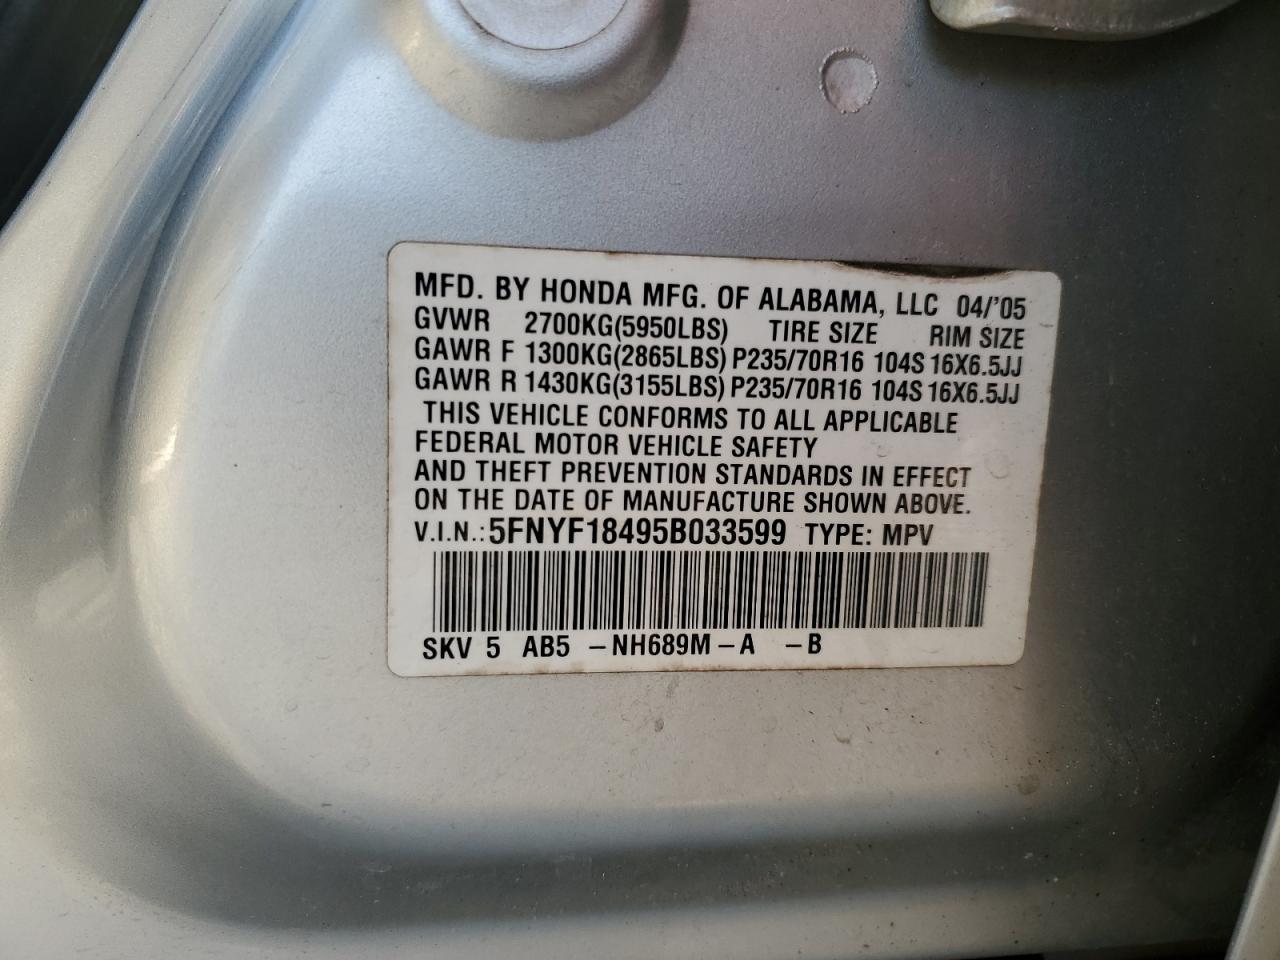 MFD. BY HONDA MFG. OF ALABAMA, LLC 04/'05
GVWR 2700KG(5950LBS) TIRE SIZE RIM SIZE
GAWR F 1300KG(2865LBS) P235/70R16 104S 16X6.5JJ
GAWR R 1430KG(3155LBS) P235/70R16 104S 16X6.5JJ
THIS VEHICLE CONFORMS TO ALL APPLICABLE
FEDERAL MOTOR VEHICLE SAFETY
AND THEFT PREVENTION STANDARDS IN EFFECT
ON THE DATE OF MANUFACTURE SHOWN ABOVE.
V.I.N.: 5FNYF18495B033599 TYPE: MPV
SKV 5 AB5 –NH689M–A –B